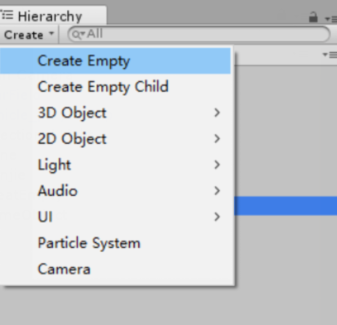 Hierarchy
Create
All
Create Empty
Create Empty Child
3D Object
2D Object
Light
Audio
UI
Particle System
Camera